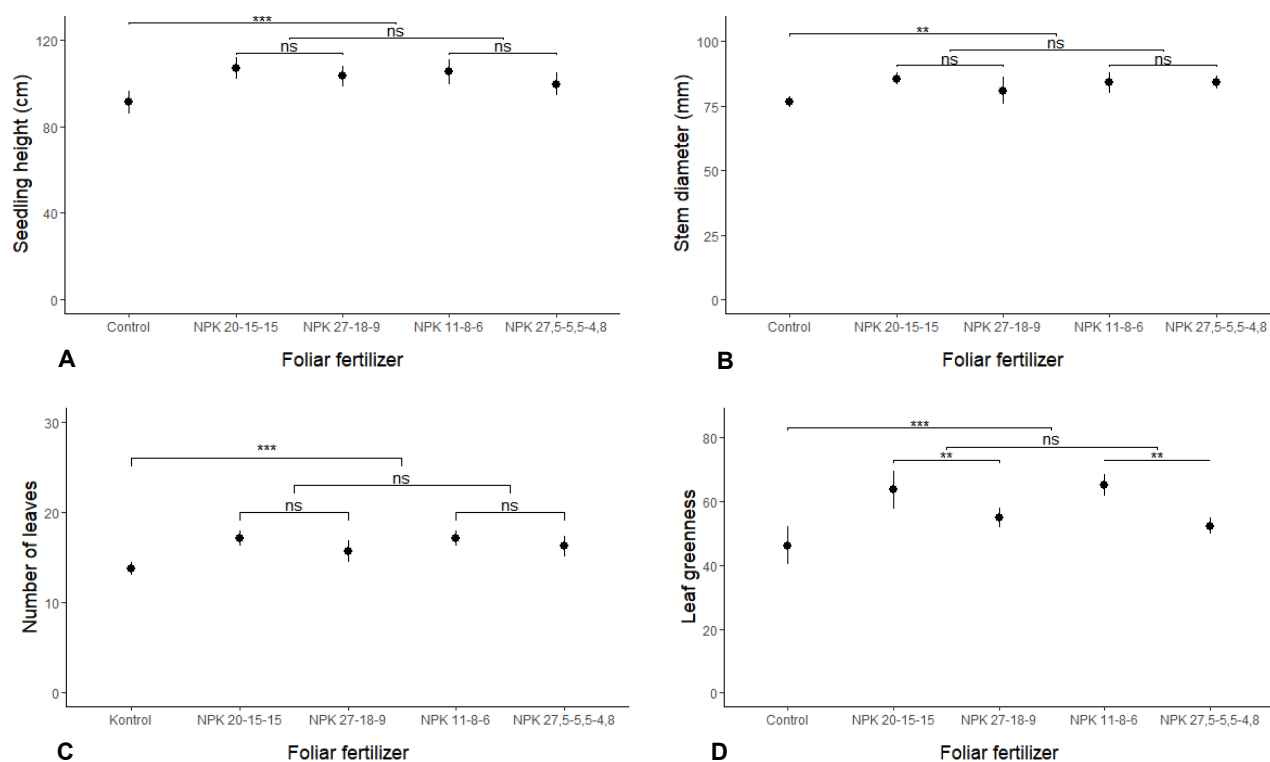 ***
ns
ns
ns
120
80
40
0
Seedling height (cm)
Control
NPK 20-15-15
NPK 27-18-9
NPK 11-8-6
NPK 27,5-5,5-4,8
Foliar fertilizer
A
**
ns
ns
ns
100
75
50
25
0
Stem diameter (mm)
Control
NPK 20-15-15
NPK 27-18-9
NPK 11-8-6
NPK 27,5-5,5-4,8
Foliar fertilizer
B
***
ns
ns
ns
30
20
10
0
Number of leaves
Kontrol
NPK 20-15-15
NPK 27-18-9
NPK 11-8-6
NPK 27,5-5,5-4,8
Foliar fertilizer
C
***
ns
**
**
80
60
40
20
0
Leaf greenness
Control
NPK 20-15-15
NPK 27-18-9
NPK 11-8-6
NPK 27,5-5,5-4,8
Foliar fertilizer
D